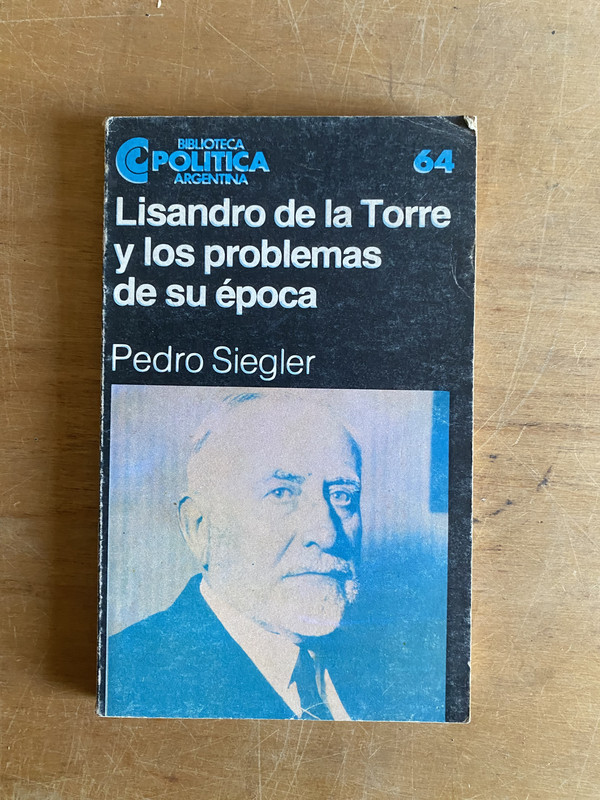 BIBLIOTECA
POLITICA
ARGENTINA
64
Lisandro de la Torre
y los problemas
de su época
Pedro Siegler